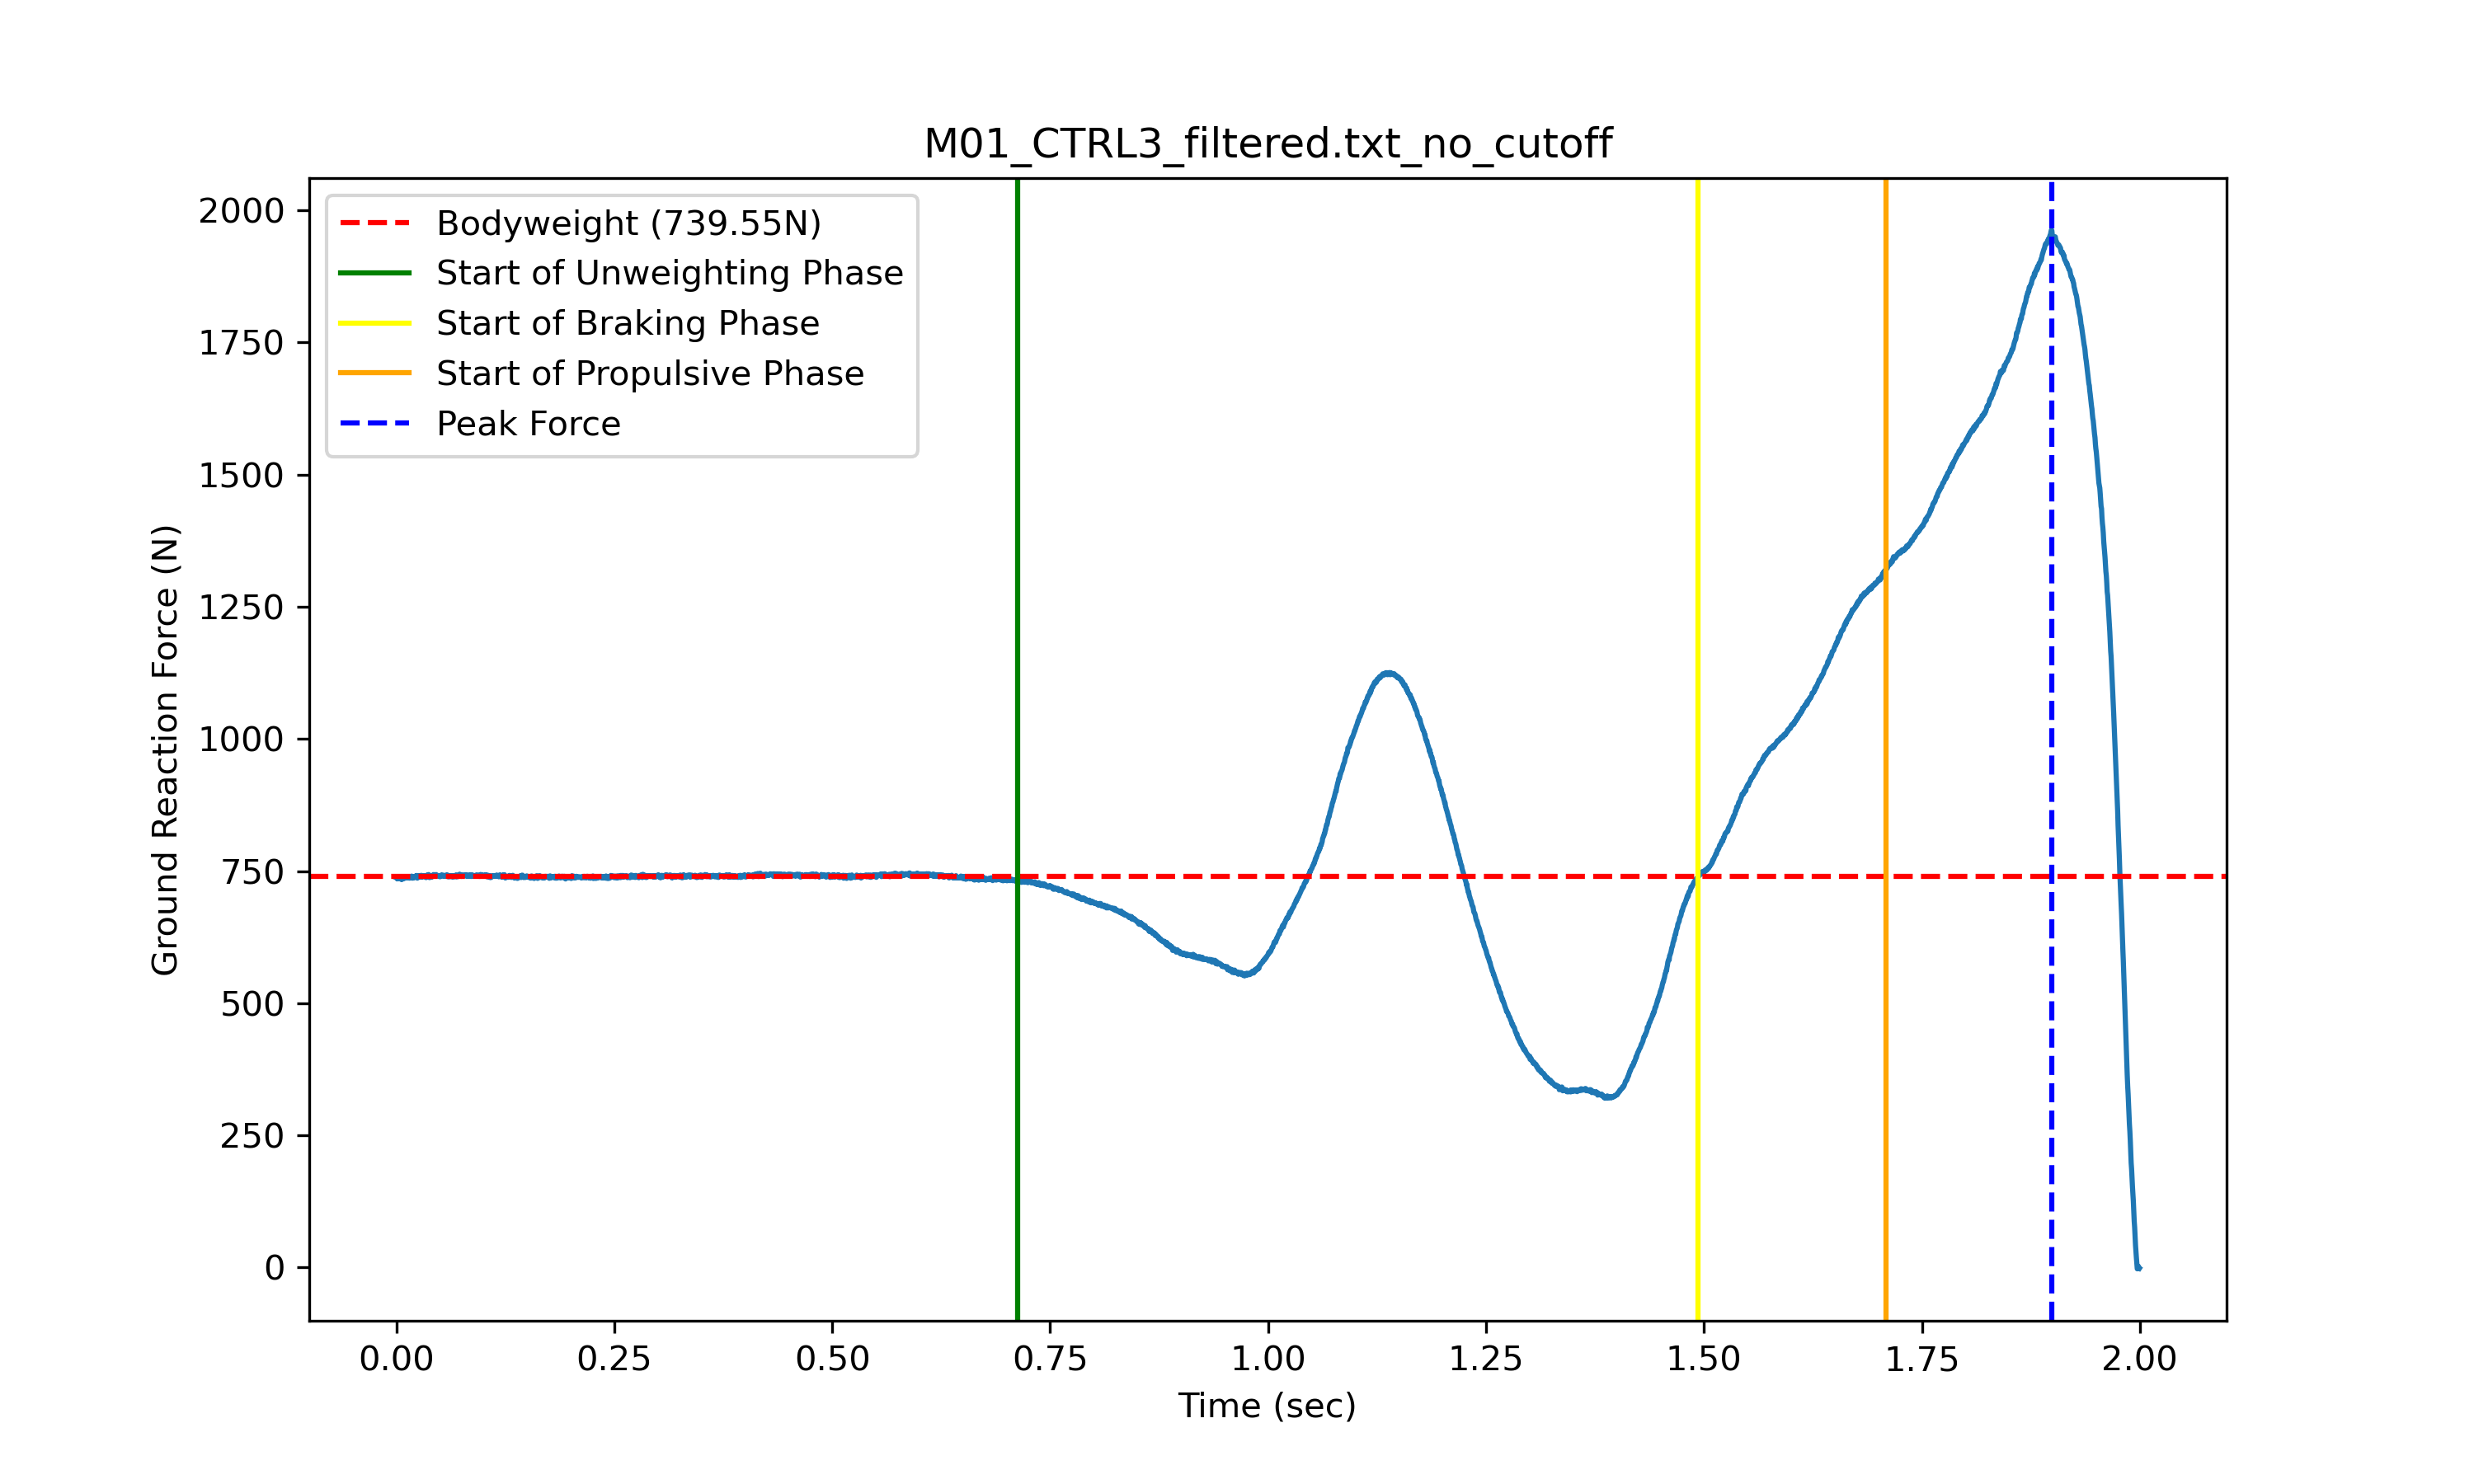 M01_CTRL3_filtered.txt_no_cutoff
Bodyweight (739.55N)
Start of Unweighting Phase
Start of Braking Phase
Start of Propulsive Phase
Peak Force
Ground Reaction Force (N)
2000
1750
1500
1250
1000
750
500
250
0
0.00 0.25 0.50 0.75 1.00 1.25 1.50 1.75 2.00
Time (sec)